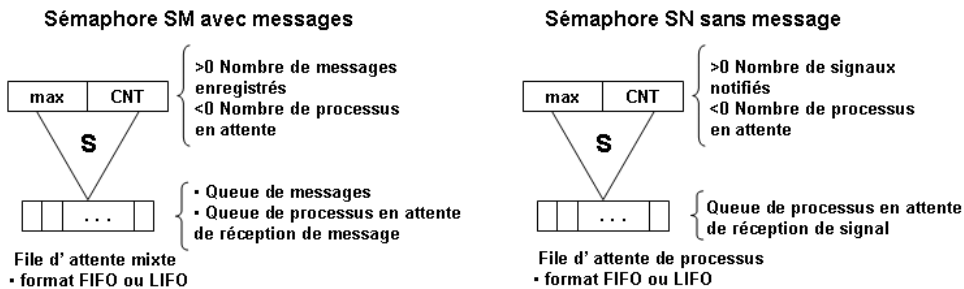 Sémaphore SM avec messages
>0 Nombre de messages
enregistrés
<0 Nombre de processus
en attente
max CNT
S
▪ Queue de messages
▪ Queue de processus en attente
de réception de message
. . .
File d' attente mixte
▪ format FIFO ou LIFO
Sémaphore SN sans message
>0 Nombre de signaux
notifiés
<0 Nombre de processus
en attente
max CNT
S
Queue de processus en attente
de réception de signal
. . .
File d' attente de processus
▪ format FIFO ou LIFO